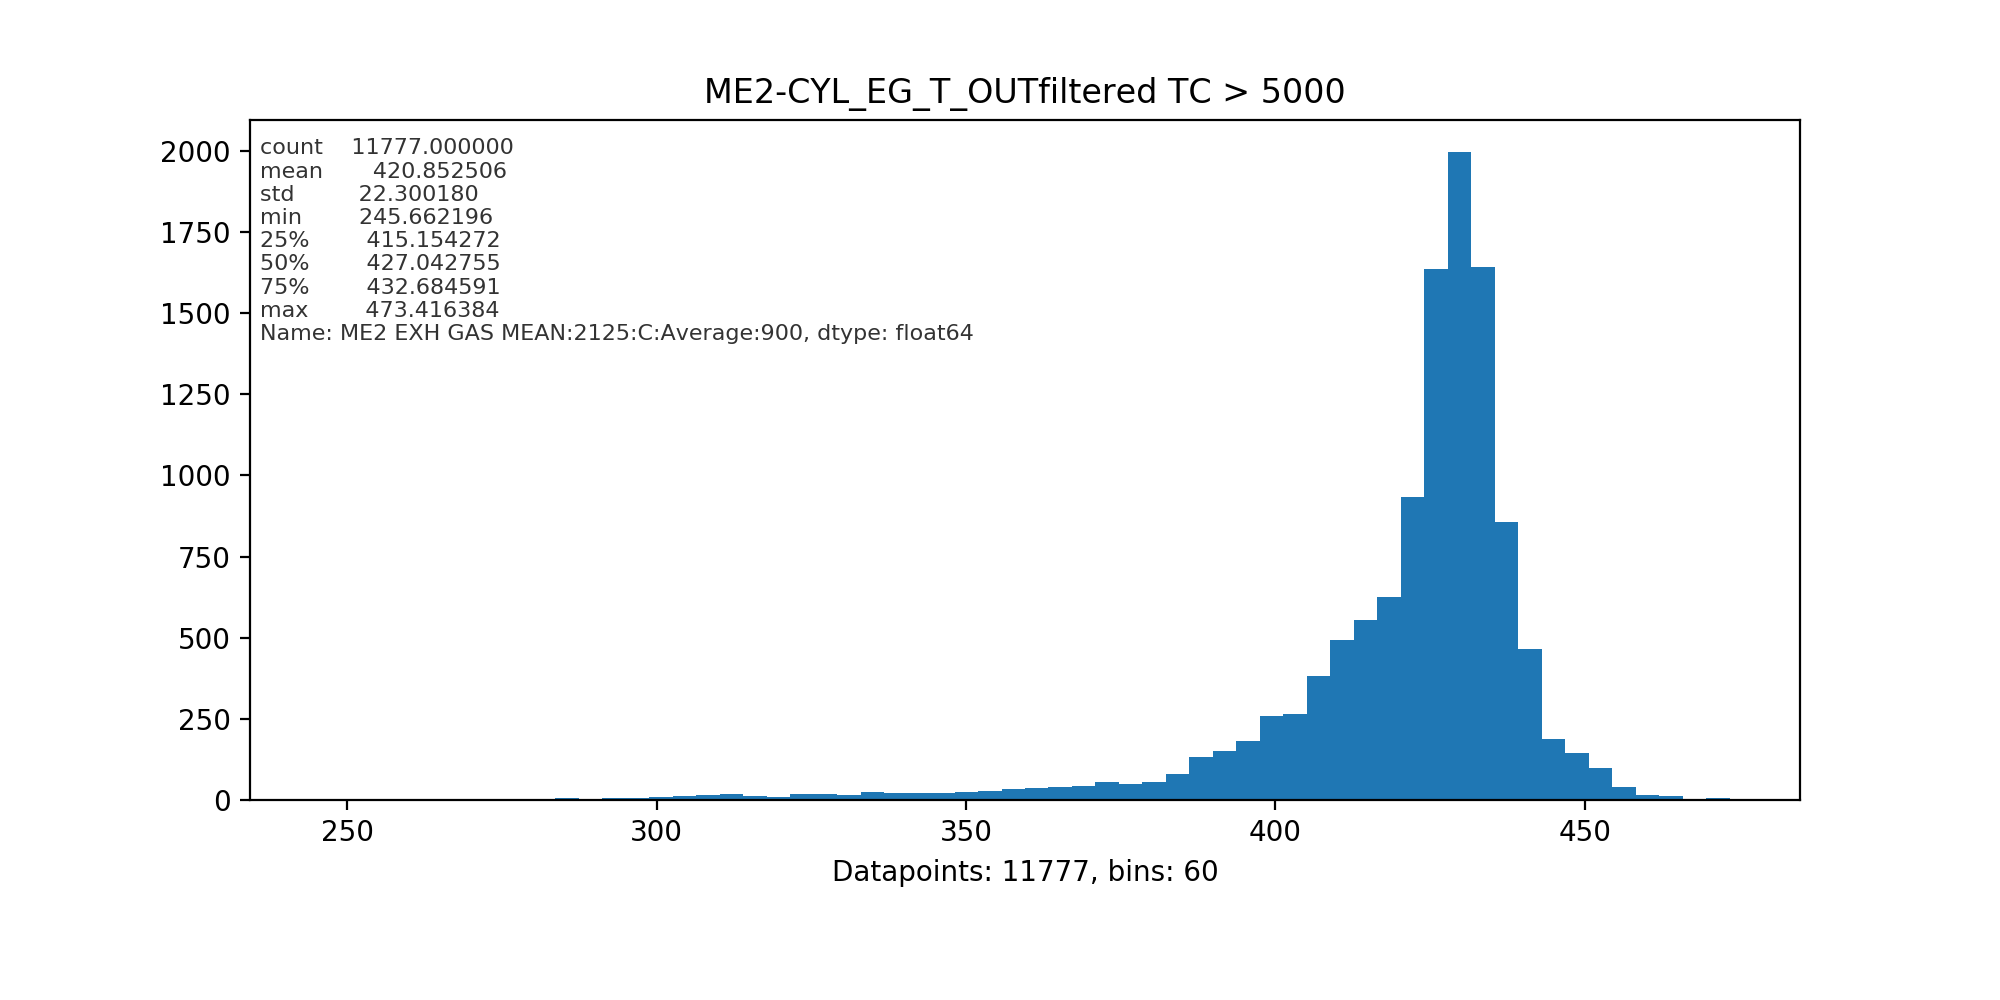 ME2-CYL_EG_T_OUTfiltered TC > 5000
2000
1750
1500
1250
1000
750
500
250
0
count 11777.000000
mean 420.852506
std 22.300180
min 245.662196
25% 415.154272
50% 427.042755
75% 432.684591
max 473.416384
Name: ME2 EXH GAS MEAN:2125:C:Average:900, dtype: float64
250 300 350 400 450
Datapoints: 11777, bins: 60